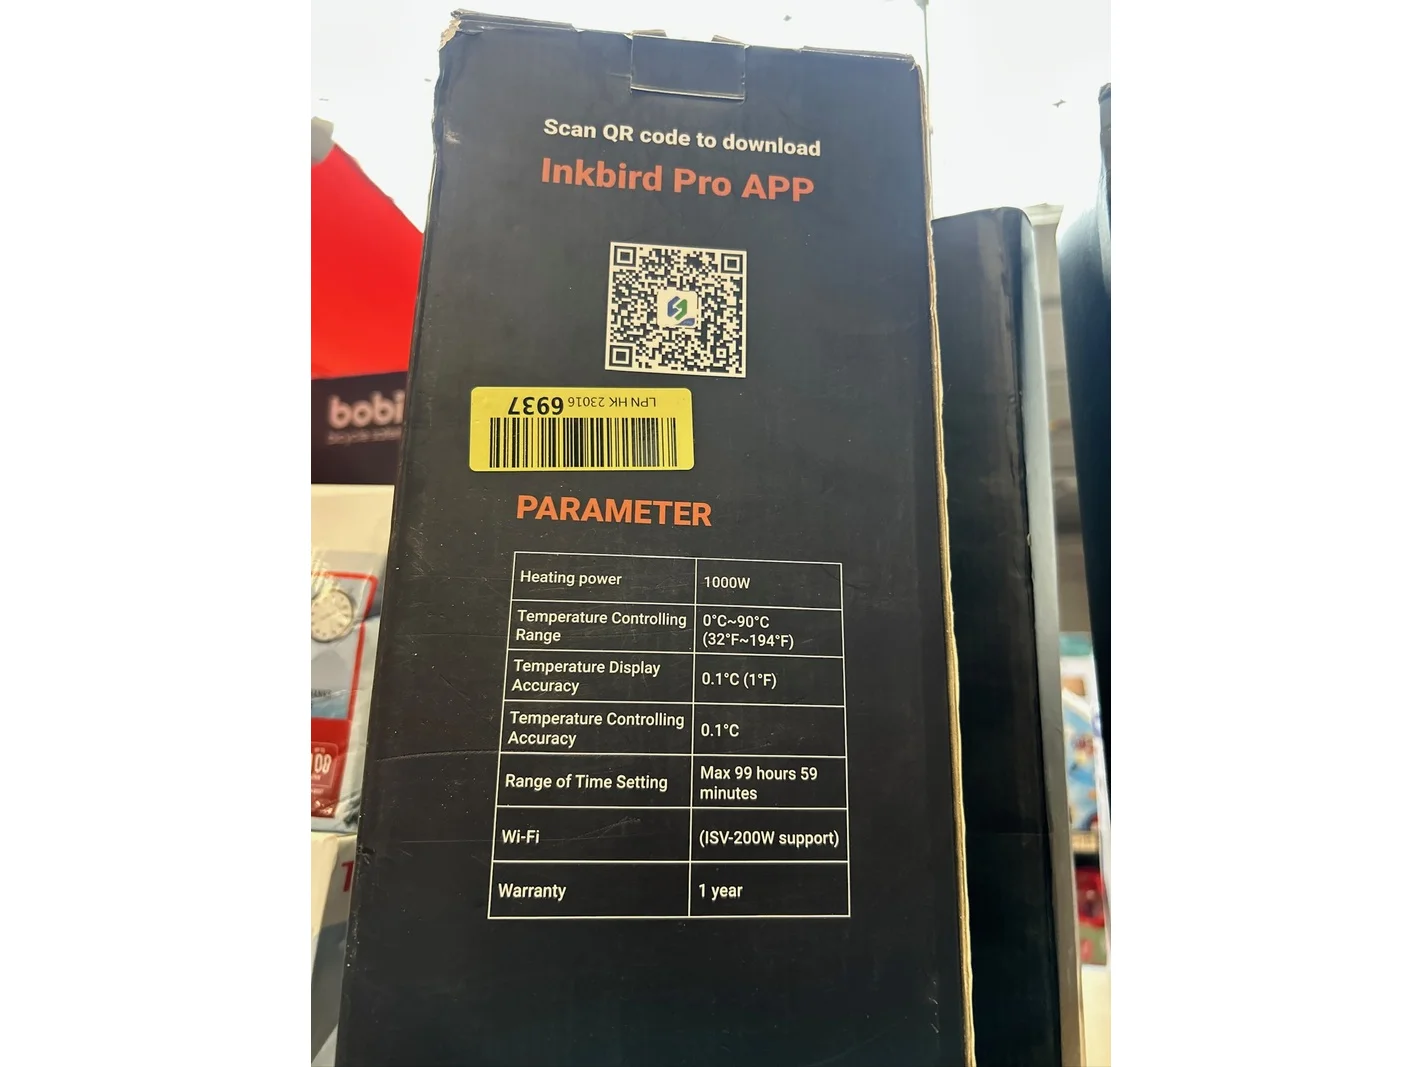 Scan QR code to download
Inkbird Pro APP
LPN HK 23016 6937
PARAMETER
Heating power
1000W
Temperature Controlling
Range
0°C~90°C
(32°F~194°F)
Temperature Display
Accuracy
0.1°C (1°F)
Temperature Controlling
Accuracy
0.1°C
Range of Time Setting
Max 99 hours 59
minutes
Wi-Fi
(ISV-200W support)
Warranty
1 year
bobi